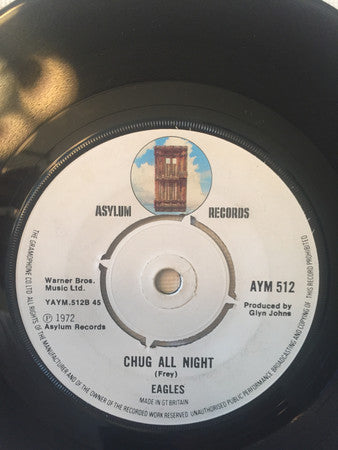 ASYLUM RECORDS
Warner Bros.
Music Ltd.
YAYM.512B 45
Ⓟ 1972
Asylum Records
AYM 512
Produced by
Glyn Johns
CHUG ALL NIGHT
(Frey)
EAGLES
MADE IN GT BRITAIN
THE GRAMOPHONE CO LTD. ALL RIGHTS OF THE MANUFACTURER AND OF THE OWNER OF THE RECORDED WORK RESERVED. UNAUTHORISED PUBLIC PERFORMANCE BROADCASTING AND COPYING OF THIS RECORD PROHIBITED